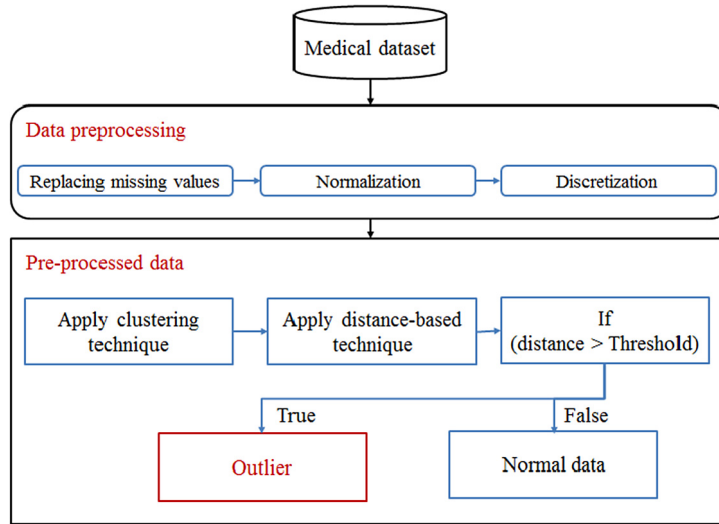 Medical dataset
Data preprocessing
Replacing missing values
Normalization
Discretization
Pre-processed data
Apply clustering
technique
Apply distance-based
technique
If
(distance > Threshold)
True
False
Outlier
Normal data